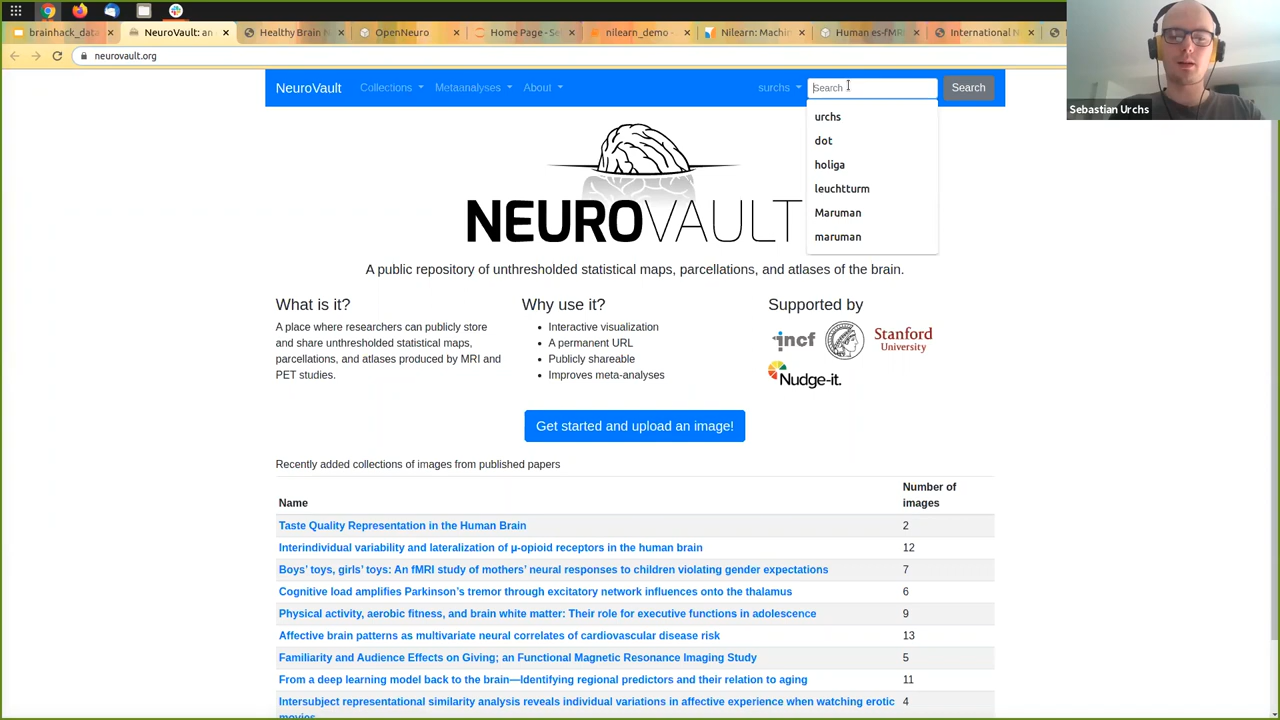 brainhack_data
NeuroVault: an
Healthy Brain N
OpenNeuro
Home Page - Se
nilearn_demo -
Nilearn: Machin
Human es-fMRI
International N
neurovault.org
NeuroVault
Collections
Metaanalyses
About
surchs
Search
Search
Sebastian Urchs
urchs
dot
holiga
leuchtturm
Maruman
maruman
NEUROVAULT
A public repository of unthresholded statistical maps, parcellations, and atlases of the brain.
What is it?
A place where researchers can publicly store
and share unthresholded statistical maps,
parcellations, and atlases produced by MRI and
PET studies.
Why use it?
Interactive visualization
A permanent URL
Publicly shareable
Improves meta-analyses
Supported by
incf
Stanford
University
Nudge-it.
Get started and upload an image!
Recently added collections of images from published papers
Name
Number of
images
Taste Quality Representation in the Human Brain 2
Interindividual variability and lateralization of μ-opioid receptors in the human brain 12
Boys' toys, girls' toys: An fMRI study of mothers' neural responses to children violating gender expectations 7
Cognitive load amplifies Parkinson's tremor through excitatory network influences onto the thalamus 6
Physical activity, aerobic fitness, and brain white matter: Their role for executive functions in adolescence 9
Affective brain patterns as multivariate neural correlates of cardiovascular disease risk 13
Familiarity and Audience Effects on Giving; an Functional Magnetic Resonance Imaging Study 5
From a deep learning model back to the brain—Identifying regional predictors and their relation to aging 11
Intersubject representational similarity analysis reveals individual variations in affective experience when watching erotic 4
movies